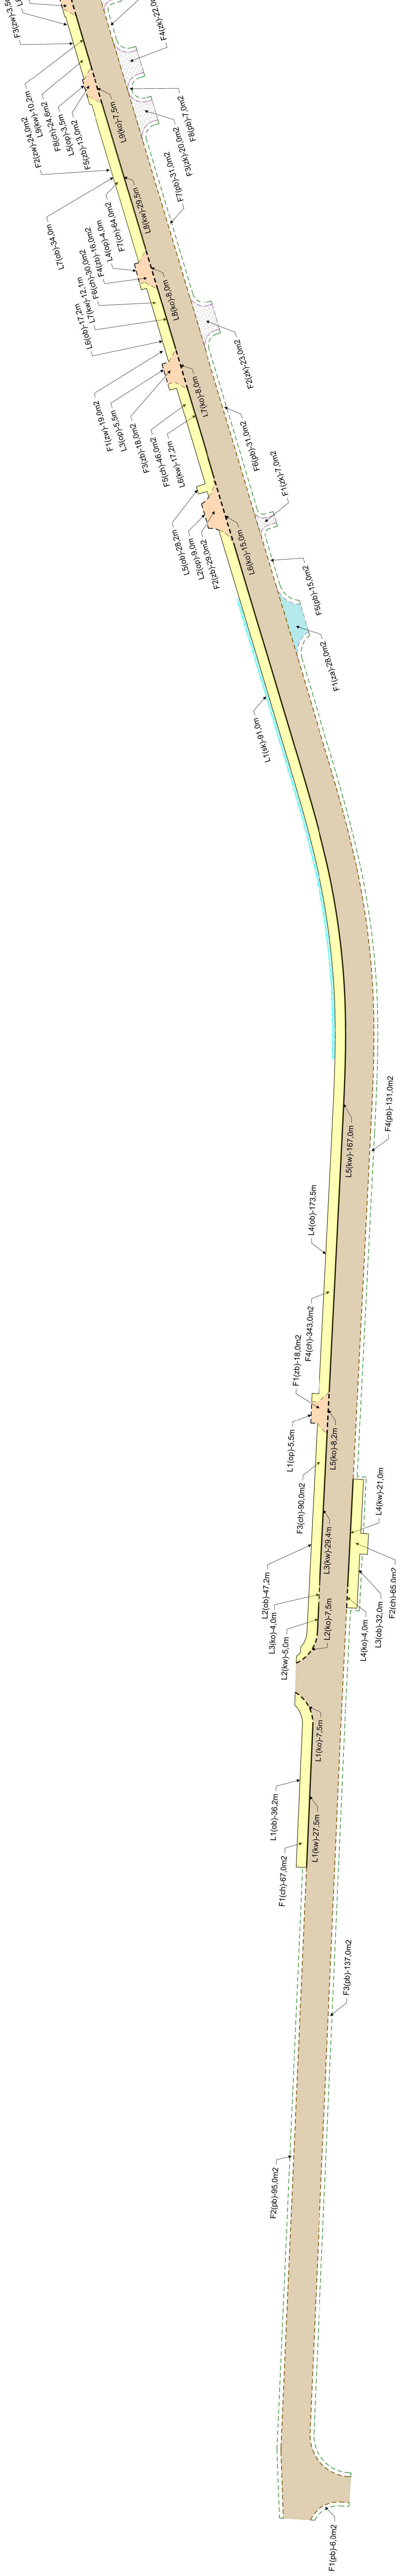 F3(zw)-3,5
F4(zk)-22,0
F2(zw)-24,0m2
L9(kw)-10,2m
F8(ch)-24,6m2
L5(op)-3,5m
F5(zb)-13,0m2
L9(ko)-7,5m
F8(pb)-7,0m2
F3(zk)-20,0m2
F7(pb)-31,0m2
L7(ob)-34,0m
L8(kw)-29,5m
F7(ch)-64,0m2
L4(op)-4,0m
F4(zb)-16,0m2
F6(ch)-30,0m2
L7(kw)-12,1m
L6(ob)-17,2m
L8(ko)-8,0m
F2(zk)-23,0m2
F1(zw)-19,0m2
L3(op)-5,5m
F3(zb)-18,0m2
F5(ch)-46,0m2
L6(kw)-17,2m
L7(ko)-8,0m
F6(pb)-31,0m2
F1(zk)-7,0m2
L5(ob)-28,2m
L2(op)-9,0m
F2(zb)-29,0m2
L6(ko)-15,0m
F5(pb)-15,0m2
F1(za)-28,0m2
L1(sk)-91,0m
F4(pb)-131,0m2
L5(kw)-167,0m
L4(ob)-173,5m
F4(ch)-343,0m2
F1(zb)-18,0m2
L1(op)-5,5m
L5(ko)-8,2m
F3(ch)-90,0m2
L3(kw)-29,4m
L4(kw)-21,0m
F2(ch)-65,0m2
L3(ob)-32,0m
L4(ko)-4,0m
L2(ob)-47,2m
L3(ko)-4,0m
L2(kw)-5,0m
L2(ko)-7,5m
L1(ko)-7,5m
L1(ob)-36,2m
L1(kw)-27,5m
F1(ch)-67,0m2
F3(pb)-137,0m2
F2(pb)-95,0m2
F1(pb)-6,0m2